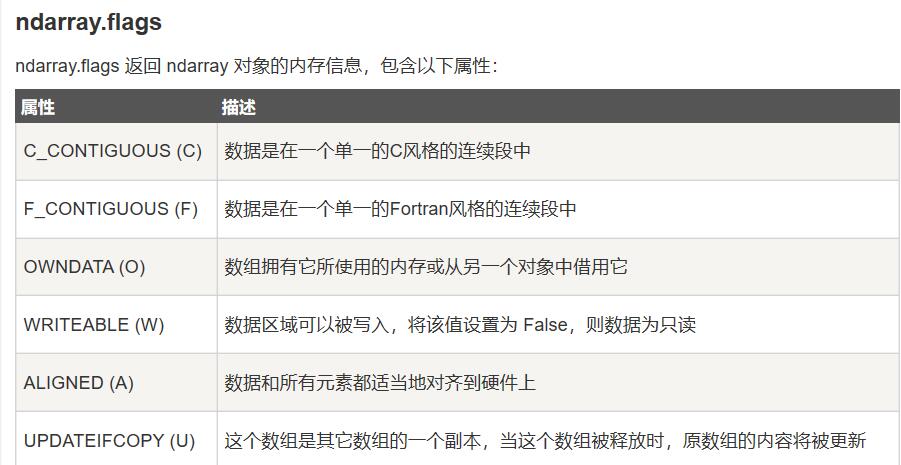 ndarray.flags
ndarray.flags 返回 ndarray 对象的内存信息，包含以下属性：
属性 描述
C_CONTIGUOUS (C) 数据是在一个单一的C风格的连续段中
F_CONTIGUOUS (F) 数据是在一个单一的Fortran风格的连续段中
OWNDATA (O) 数组拥有它所使用的内存或从另一个对象中借用它
WRITEABLE (W) 数据区域可以被写入，将该值设置为 False，则数据为只读
ALIGNED (A) 数据和所有元素都适当地对齐到硬件上
UPDATEIFCOPY (U) 这个数组是其它数组的一个副本，当这个数组被释放时，原数组的内容将被更新